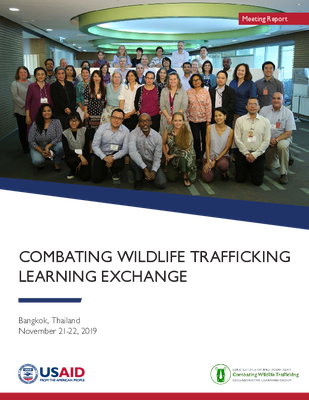 Meeting Report
COMBATING WILDLIFE TRAFFICKING
LEARNING EXCHANGE
Bangkok, Thailand
November 21-22, 2019
USAID
FROM THE AMERICAN PEOPLE
Combating Wildlife Trafficking